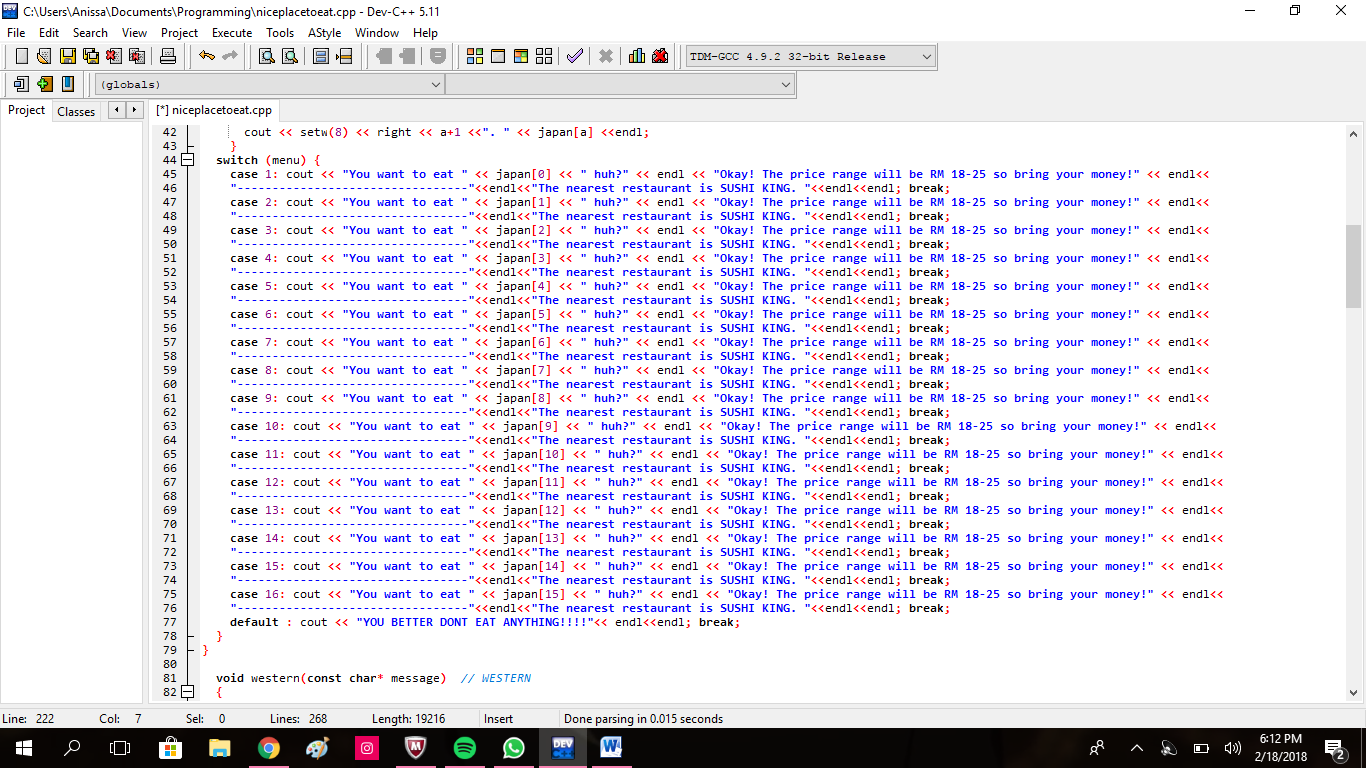 C:\Users\Anissa\Documents\Programming\niceplacetoeat.cpp - Dev-C++ 5.11
File Edit Search View Project Execute Tools AStyle Window Help
TDM-GCC 4.9.2 32-bit Release
(globals)
Project Classes [*] niceplacetoeat.cpp
42 cout << setw(8) << right << a+1 <<". " << japan[a] <<endl;
43 }
44 switch (menu) {
45 case 1: cout << "You want to eat " << japan[0] << " huh?" << endl << "Okay! The price range will be RM 18-25 so bring your money!" << endl<<
46 "---------------------------------"<<endl<<"The nearest restaurant is SUSHI KING. "<<endl<<endl; break;
47 case 2: cout << "You want to eat " << japan[1] << " huh?" << endl << "Okay! The price range will be RM 18-25 so bring your money!" << endl<<
48 "---------------------------------"<<endl<<"The nearest restaurant is SUSHI KING. "<<endl<<endl; break;
49 case 3: cout << "You want to eat " << japan[2] << " huh?" << endl << "Okay! The price range will be RM 18-25 so bring your money!" << endl<<
50 "---------------------------------"<<endl<<"The nearest restaurant is SUSHI KING. "<<endl<<endl; break;
51 case 4: cout << "You want to eat " << japan[3] << " huh?" << endl << "Okay! The price range will be RM 18-25 so bring your money!" << endl<<
52 "---------------------------------"<<endl<<"The nearest restaurant is SUSHI KING. "<<endl<<endl; break;
53 case 5: cout << "You want to eat " << japan[4] << " huh?" << endl << "Okay! The price range will be RM 18-25 so bring your money!" << endl<<
54 "---------------------------------"<<endl<<"The nearest restaurant is SUSHI KING. "<<endl<<endl; break;
55 case 6: cout << "You want to eat " << japan[5] << " huh?" << endl << "Okay! The price range will be RM 18-25 so bring your money!" << endl<<
56 "---------------------------------"<<endl<<"The nearest restaurant is SUSHI KING. "<<endl<<endl; break;
57 case 7: cout << "You want to eat " << japan[6] << " huh?" << endl << "Okay! The price range will be RM 18-25 so bring your money!" << endl<<
58 "---------------------------------"<<endl<<"The nearest restaurant is SUSHI KING. "<<endl<<endl; break;
59 case 8: cout << "You want to eat " << japan[7] << " huh?" << endl << "Okay! The price range will be RM 18-25 so bring your money!" << endl<<
60 "---------------------------------"<<endl<<"The nearest restaurant is SUSHI KING. "<<endl<<endl; break;
61 case 9: cout << "You want to eat " << japan[8] << " huh?" << endl << "Okay! The price range will be RM 18-25 so bring your money!" << endl<<
62 "---------------------------------"<<endl<<"The nearest restaurant is SUSHI KING. "<<endl<<endl; break;
63 case 10: cout << "You want to eat " << japan[9] << " huh?" << endl << "Okay! The price range will be RM 18-25 so bring your money!" << endl<<
64 "---------------------------------"<<endl<<"The nearest restaurant is SUSHI KING. "<<endl<<endl; break;
65 case 11: cout << "You want to eat " << japan[10] << " huh?" << endl << "Okay! The price range will be RM 18-25 so bring your money!" << endl<<
66 "---------------------------------"<<endl<<"The nearest restaurant is SUSHI KING. "<<endl<<endl; break;
67 case 12: cout << "You want to eat " << japan[11] << " huh?" << endl << "Okay! The price range will be RM 18-25 so bring your money!" << endl<<
68 "---------------------------------"<<endl<<"The nearest restaurant is SUSHI KING. "<<endl<<endl; break;
69 case 13: cout << "You want to eat " << japan[12] << " huh?" << endl << "Okay! The price range will be RM 18-25 so bring your money!" << endl<<
70 "---------------------------------"<<endl<<"The nearest restaurant is SUSHI KING. "<<endl<<endl; break;
71 case 14: cout << "You want to eat " << japan[13] << " huh?" << endl << "Okay! The price range will be RM 18-25 so bring your money!" << endl<<
72 "---------------------------------"<<endl<<"The nearest restaurant is SUSHI KING. "<<endl<<endl; break;
73 case 15: cout << "You want to eat " << japan[14] << " huh?" << endl << "Okay! The price range will be RM 18-25 so bring your money!" << endl<<
74 "---------------------------------"<<endl<<"The nearest restaurant is SUSHI KING. "<<endl<<endl; break;
75 case 16: cout << "You want to eat " << japan[15] << " huh?" << endl << "Okay! The price range will be RM 18-25 so bring your money!" << endl<<
76 "---------------------------------"<<endl<<"The nearest restaurant is SUSHI KING. "<<endl<<endl; break;
77 default : cout << "YOU BETTER DONT EAT ANYTHING!!!!"<< endl<<endl; break;
78 }
79 }
80
81 void western(const char* message) // WESTERN
82 {
Line: 222 Col: 7 Sel: 0 Lines: 268 Length: 19216 Insert Done parsing in 0.015 seconds
DEV
6:12 PM
2/18/2018
2